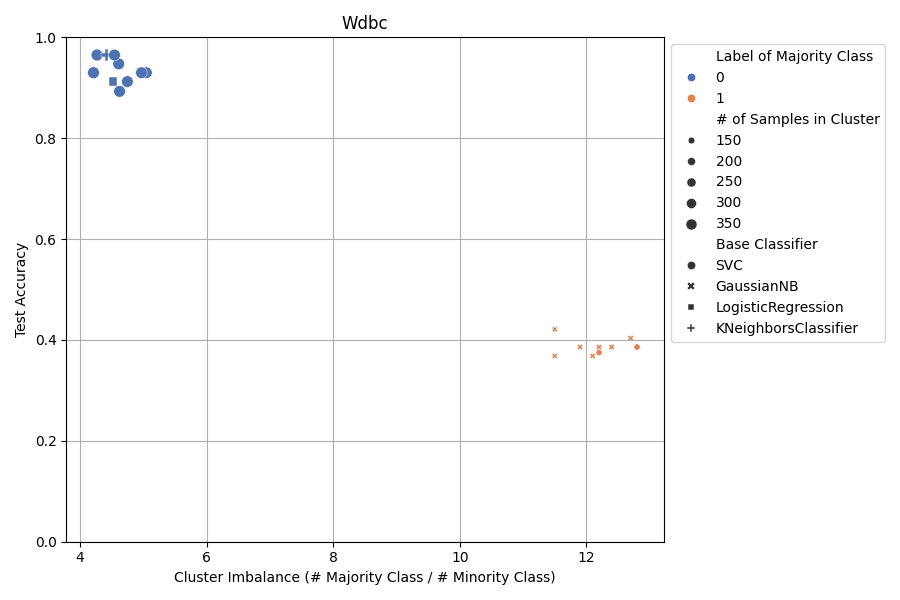 Wdbc
1.0
0.8
0.6
0.4
0.2
0.0
Test Accuracy
4
6
8
10
12
Cluster Imbalance (# Majority Class / # Minority Class)
Label of Majority Class
0
1
# of Samples in Cluster
150
200
250
300
350
Base Classifier
SVC
GaussianNB
LogisticRegression
KNeighborsClassifier